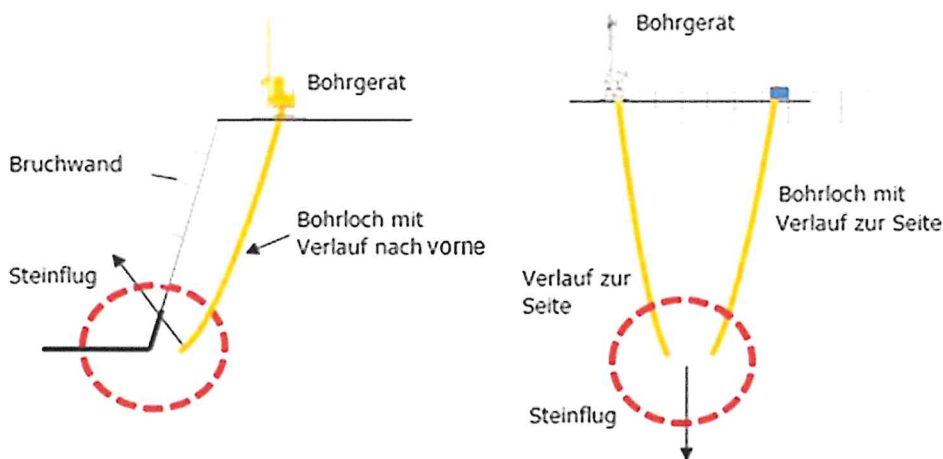 Bohrgerät
Bruchwand
Bohrloch mit
Verlauf nach vorne
Steinflug
Bohrgerät
Bohrloch mit
Verlauf zur Seite
Verlauf zur
Seite
Steinflug